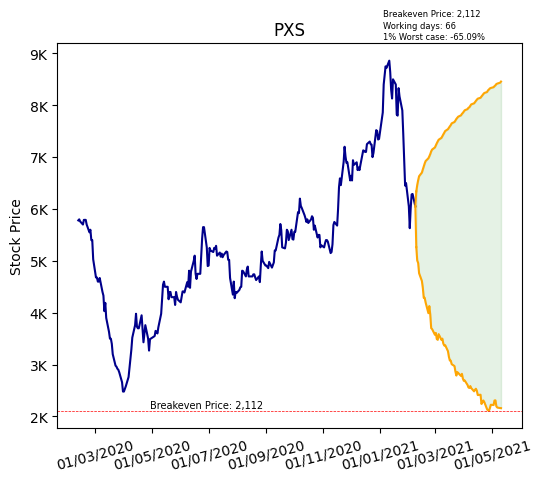 Breakeven Price: 2,112
Working days: 66
1% Worst case: -65.09%
PXS
9K
8K
7K
6K
5K
4K
3K
2K
Stock Price
Breakeven Price: 2,112
01/03/2020
01/05/2020
01/07/2020
01/09/2020
01/11/2020
01/01/2021
01/03/2021
01/05/2021